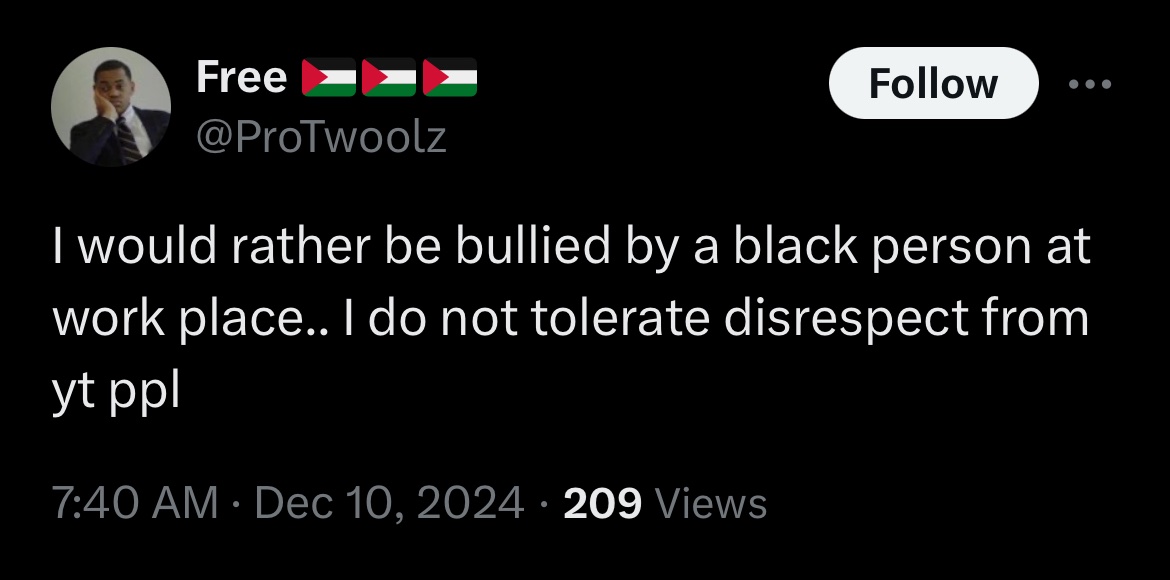 Free 🇵🇸🇵🇸🇵🇸
Follow
@ProTwoolz
I would rather be bullied by a black person at
work place.. I do not tolerate disrespect from
yt ppl
7:40 AM · Dec 10, 2024 · 209 Views